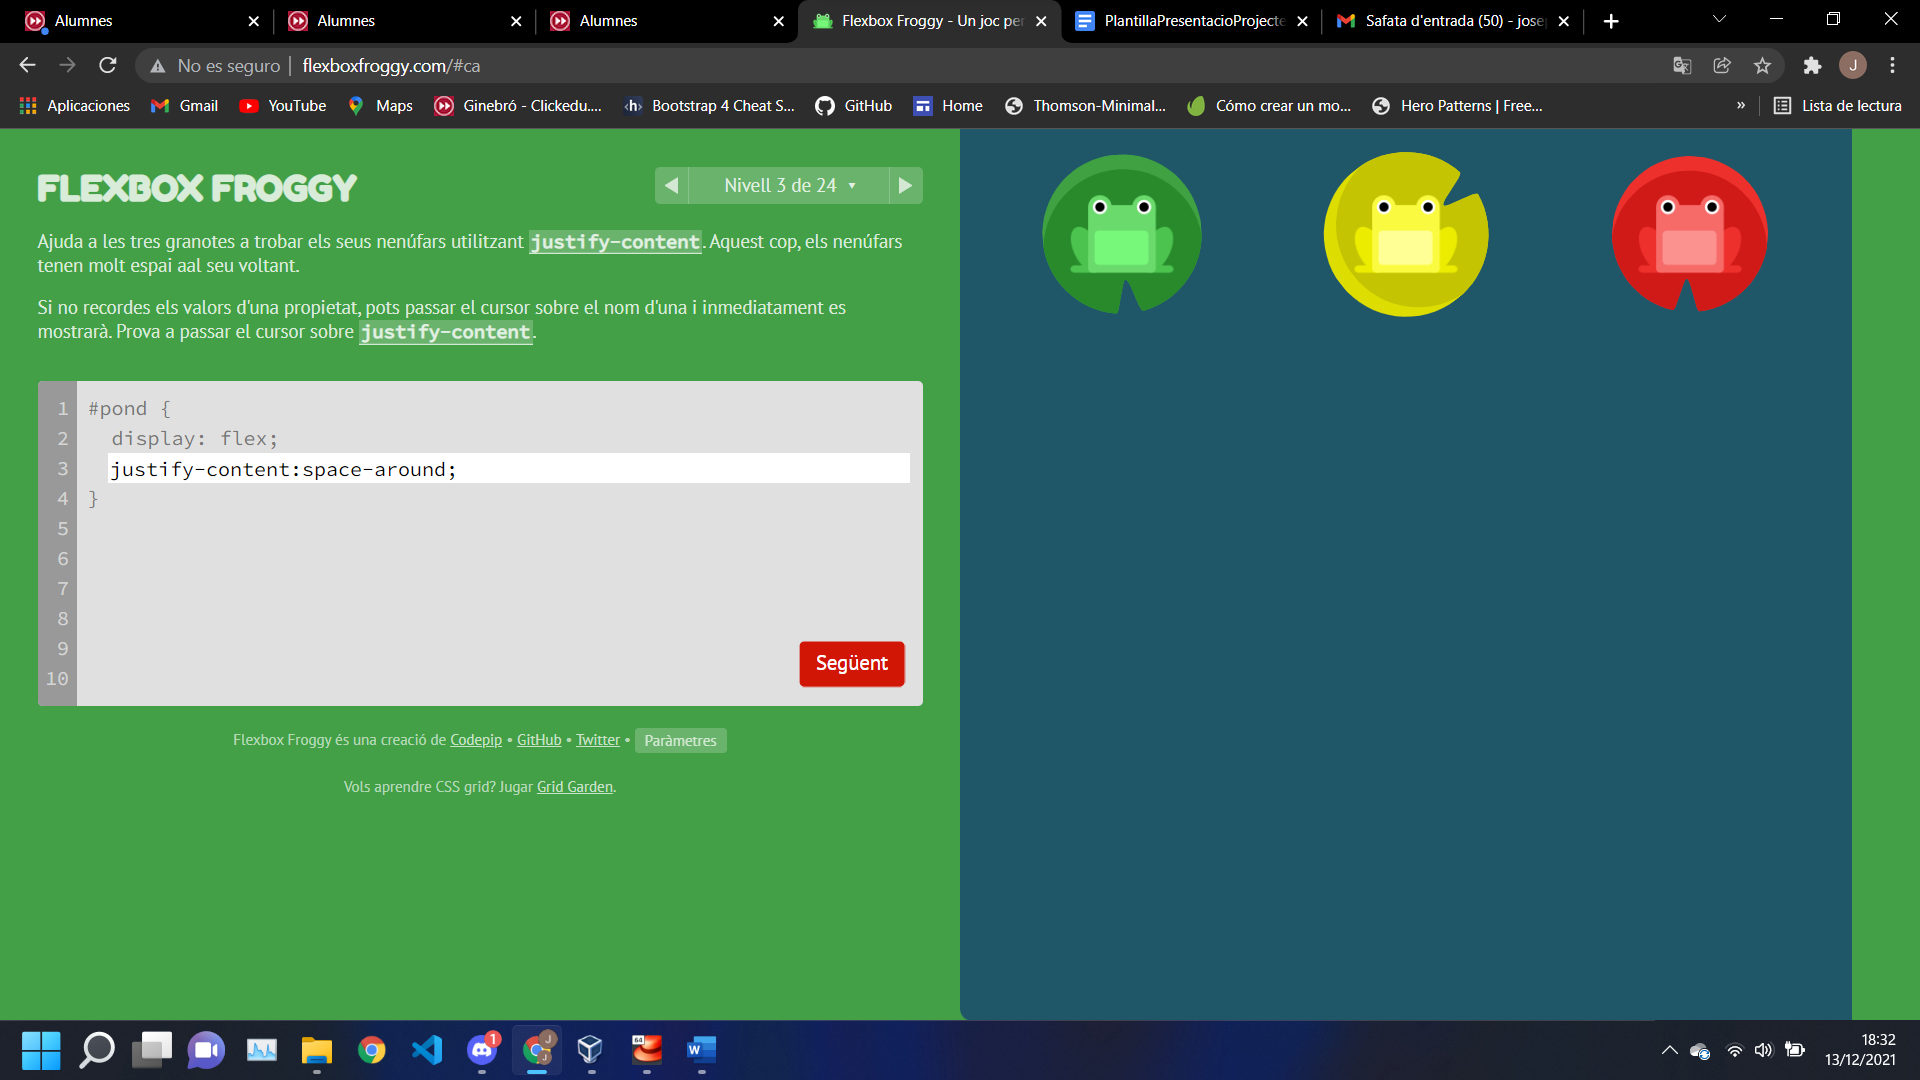 Alumnes
Alumnes
Alumnes
Flexbox Froggy - Un joc per
PlantillaPresentacioProjecte
Safata d'entrada (50) - josep
No es seguro
flexboxfroggy.com/#ca
J
Aplicaciones
Gmail
YouTube
Maps
Ginebró - Clickedu....
Bootstrap 4 Cheat S...
GitHub
Home
Thomson-Minimal...
Cómo crear un mo...
Hero Patterns | Free...
»
Lista de lectura
FLEXBOX FROGGY
Nivell 3 de 24
Ajuda a les tres granotes a trobar els seus nenúfars utilitzant justify-content. Aquest cop, els nenúfars
tenen molt espai aal seu voltant.
Si no recordes els valors d'una propietat, pots passar el cursor sobre el nom d'una i inmediatament es
mostrarà. Prova a passar el cursor sobre justify-content.
1 #pond {
2 display: flex;
3 justify-content:space-around;
4 }
5
6
7
8
9
10
Següent
Flexbox Froggy és una creació de Codepip • GitHub • Twitter • Paràmetres
Vols aprendre CSS grid? Jugar Grid Garden.
1
J
J
64
W
18:32
13/12/2021